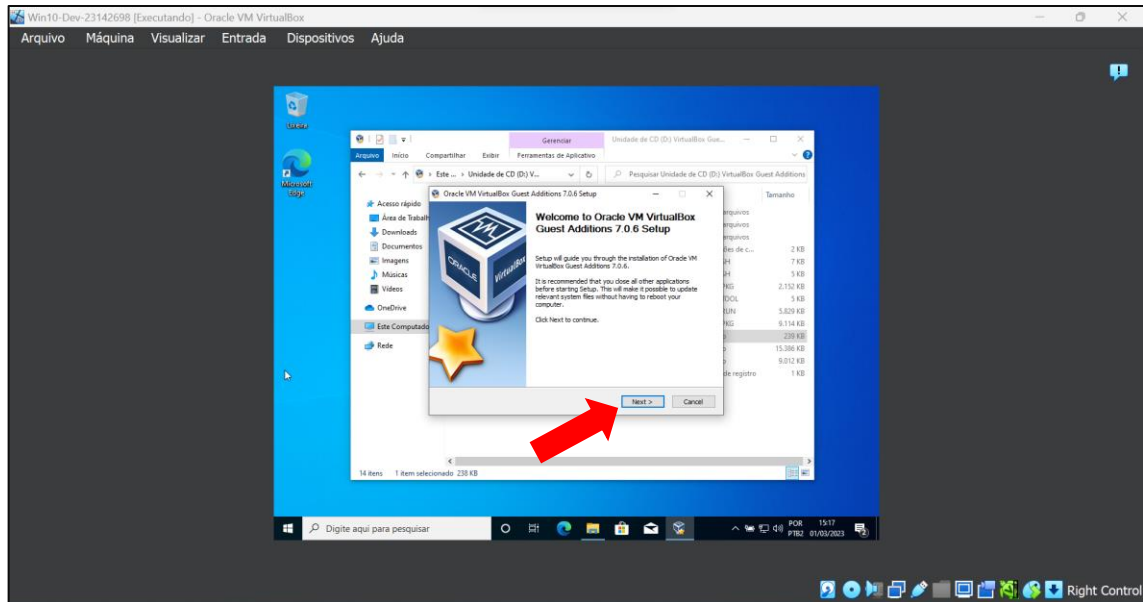 Win10-Dev-23142698 [Executando] - Oracle VM VirtualBox
Arquivo Máquina Visualizar Entrada Dispositivos Ajuda
Lixeira
Microsoft
Edge
Gerenciar
Unidade de CD (D:) VirtualBox Gue...
Arquivo Início Compartilhar Exibir Ferramentas de Aplicativo
Este ... Unidade de CD (D:) V...
Pesquisar Unidade de CD (D:) VirtualBox Guest Additions
Oracle VM VirtualBox Guest Additions 7.0.6 Setup
Tamanho
Acesso rápido
Área de Trabalh
Downloads
Documentos
Imagens
Músicas
Vídeos
OneDrive
Este Computado
Rede
ORACLE
VirtualBox
Welcome to Oracle VM VirtualBox
Guest Additions 7.0.6 Setup
Setup will guide you through the installation of Oracle VM
VirtualBox Guest Additions 7.0.6.
It is recommended that you close all other applications
before starting Setup. This will make it possible to update
relevant system files without having to reboot your
computer.
Click Next to continue.
Next > Cancel
2 KB
7 KB
5 KB
2.152 KB
5 KB
5.829 KB
9.114 KB
239 KB
15.386 KB
9.012 KB
de registro 1 KB
14 itens 1 item selecionado 238 KB
Digite aqui para pesquisar
POR 15:17
PTB2 01/03/2023
Right Control